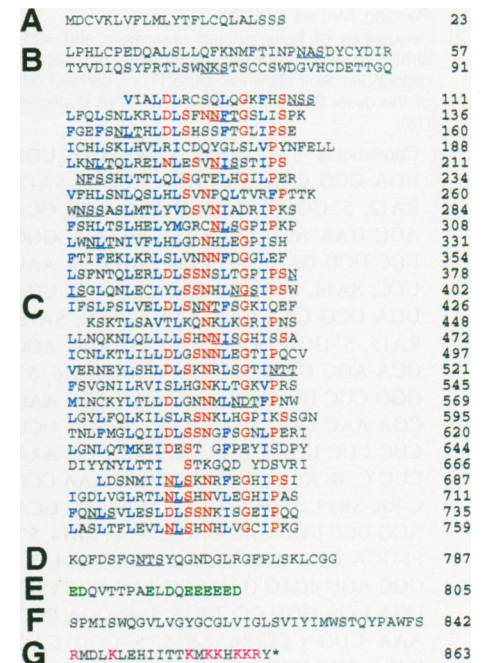 A MDCVKLVFLMLYTFLCQLALSSS 23
B LPHLCPEDQALSLLQFKNMFTINPNASDYCYDIR 57
TYVDIQSYPRTLSWNKSTSCCSWDGVHCDETTGQ 91
VIALDLRCSQLQGKFHSNSS 111
LFQLSNLKRLDLSFNNFTGSLISPK 136
FGEFSNLTHLDLSHSSFTGLIPSE 160
ICHLSKLHVLRICDQYGLSLVPYNFELL 188
LKNLTQLRELNLESVNISSTIPS 211
NFSSHLTTLQLSGTELHGILPER 234
VFHLSNLQSLHLSVNPQLTVRFPTTK 260
WNSSASLMTLYVDSVNIADRIPKS 284
FSHLTSLHELYMGRCNLSGPIPKP 308
LWNLTNIVFLHLGDNHLEGPISH 331
FTIFEKLKRLSLVNNNFDGGLEF 354
LSFNTQLERLDLSSNSLTGPIPSN 378
C ISGLQNLECLYLSSNHLNGSIPSW 402
IFSLPSLVELDLSNNTFSGKIQEF 426
KSKTLSAVTLKQNKLKGRIPNS 448
LLNQKNLQLLLLSHNNISGHISSA 472
ICNLKTLILLDLGSNNLEGTIPQCV 497
VERNEYLSHLDLSKNRLSGTINTT 521
FSVGNILRVISLHGNKLTGKVPRS 545
MINCKYLTLLDLGNNMLNDTFPNW 569
LGYLFQLKILSLRSNKLHGPIKSSGN 595
TNLFMGLQILDLSSNGFSGNLPERI 620
LGNLQTMKEIDEST GFPEYISDPY 644
DIYYNYLTTI STKGQD YDSVRI 666
LDSNMIINLSKNRFEGHIPSI 687
IGDLVGLRTLNLSHNVLEGHIPAS 711
FQNLSVLESLDLSSNKISGEIPQQ 735
LASLTFLEVLNLSHNHLVGCIPKG 759
D KQFDSFGNTSYQGNDGLRGFPLSKLCGG 787
E EDQVTTPAELDQEEEEED 805
F SPMISWQGVLVGYGCGLVIGLSVIYIMWSTQYPAWFS 842
G RMDLKLEHIITTKMKKHKKRY* 863